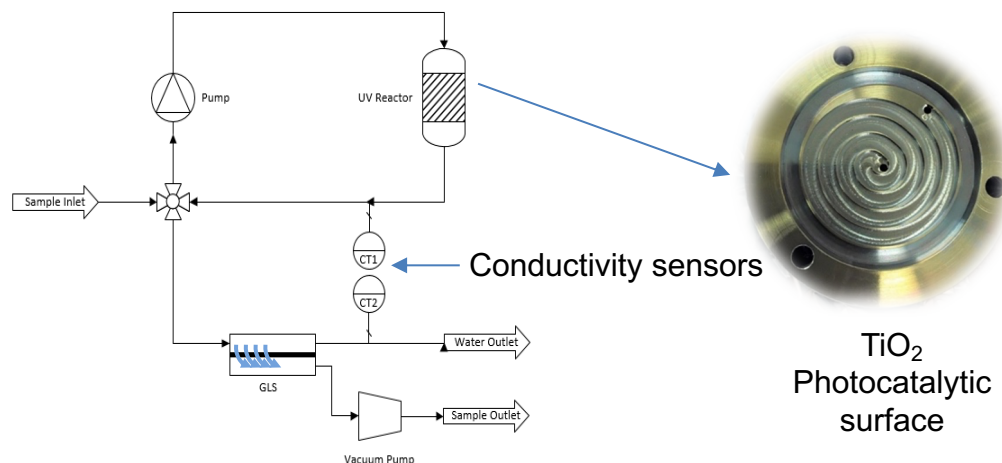 Pump
UV Reactor
Sample Inlet
CT1
Conductivity sensors
CT2
Water Outlet
GLS
Sample Outlet
Vacuum Pump
TiO₂
Photocatalytic
surface